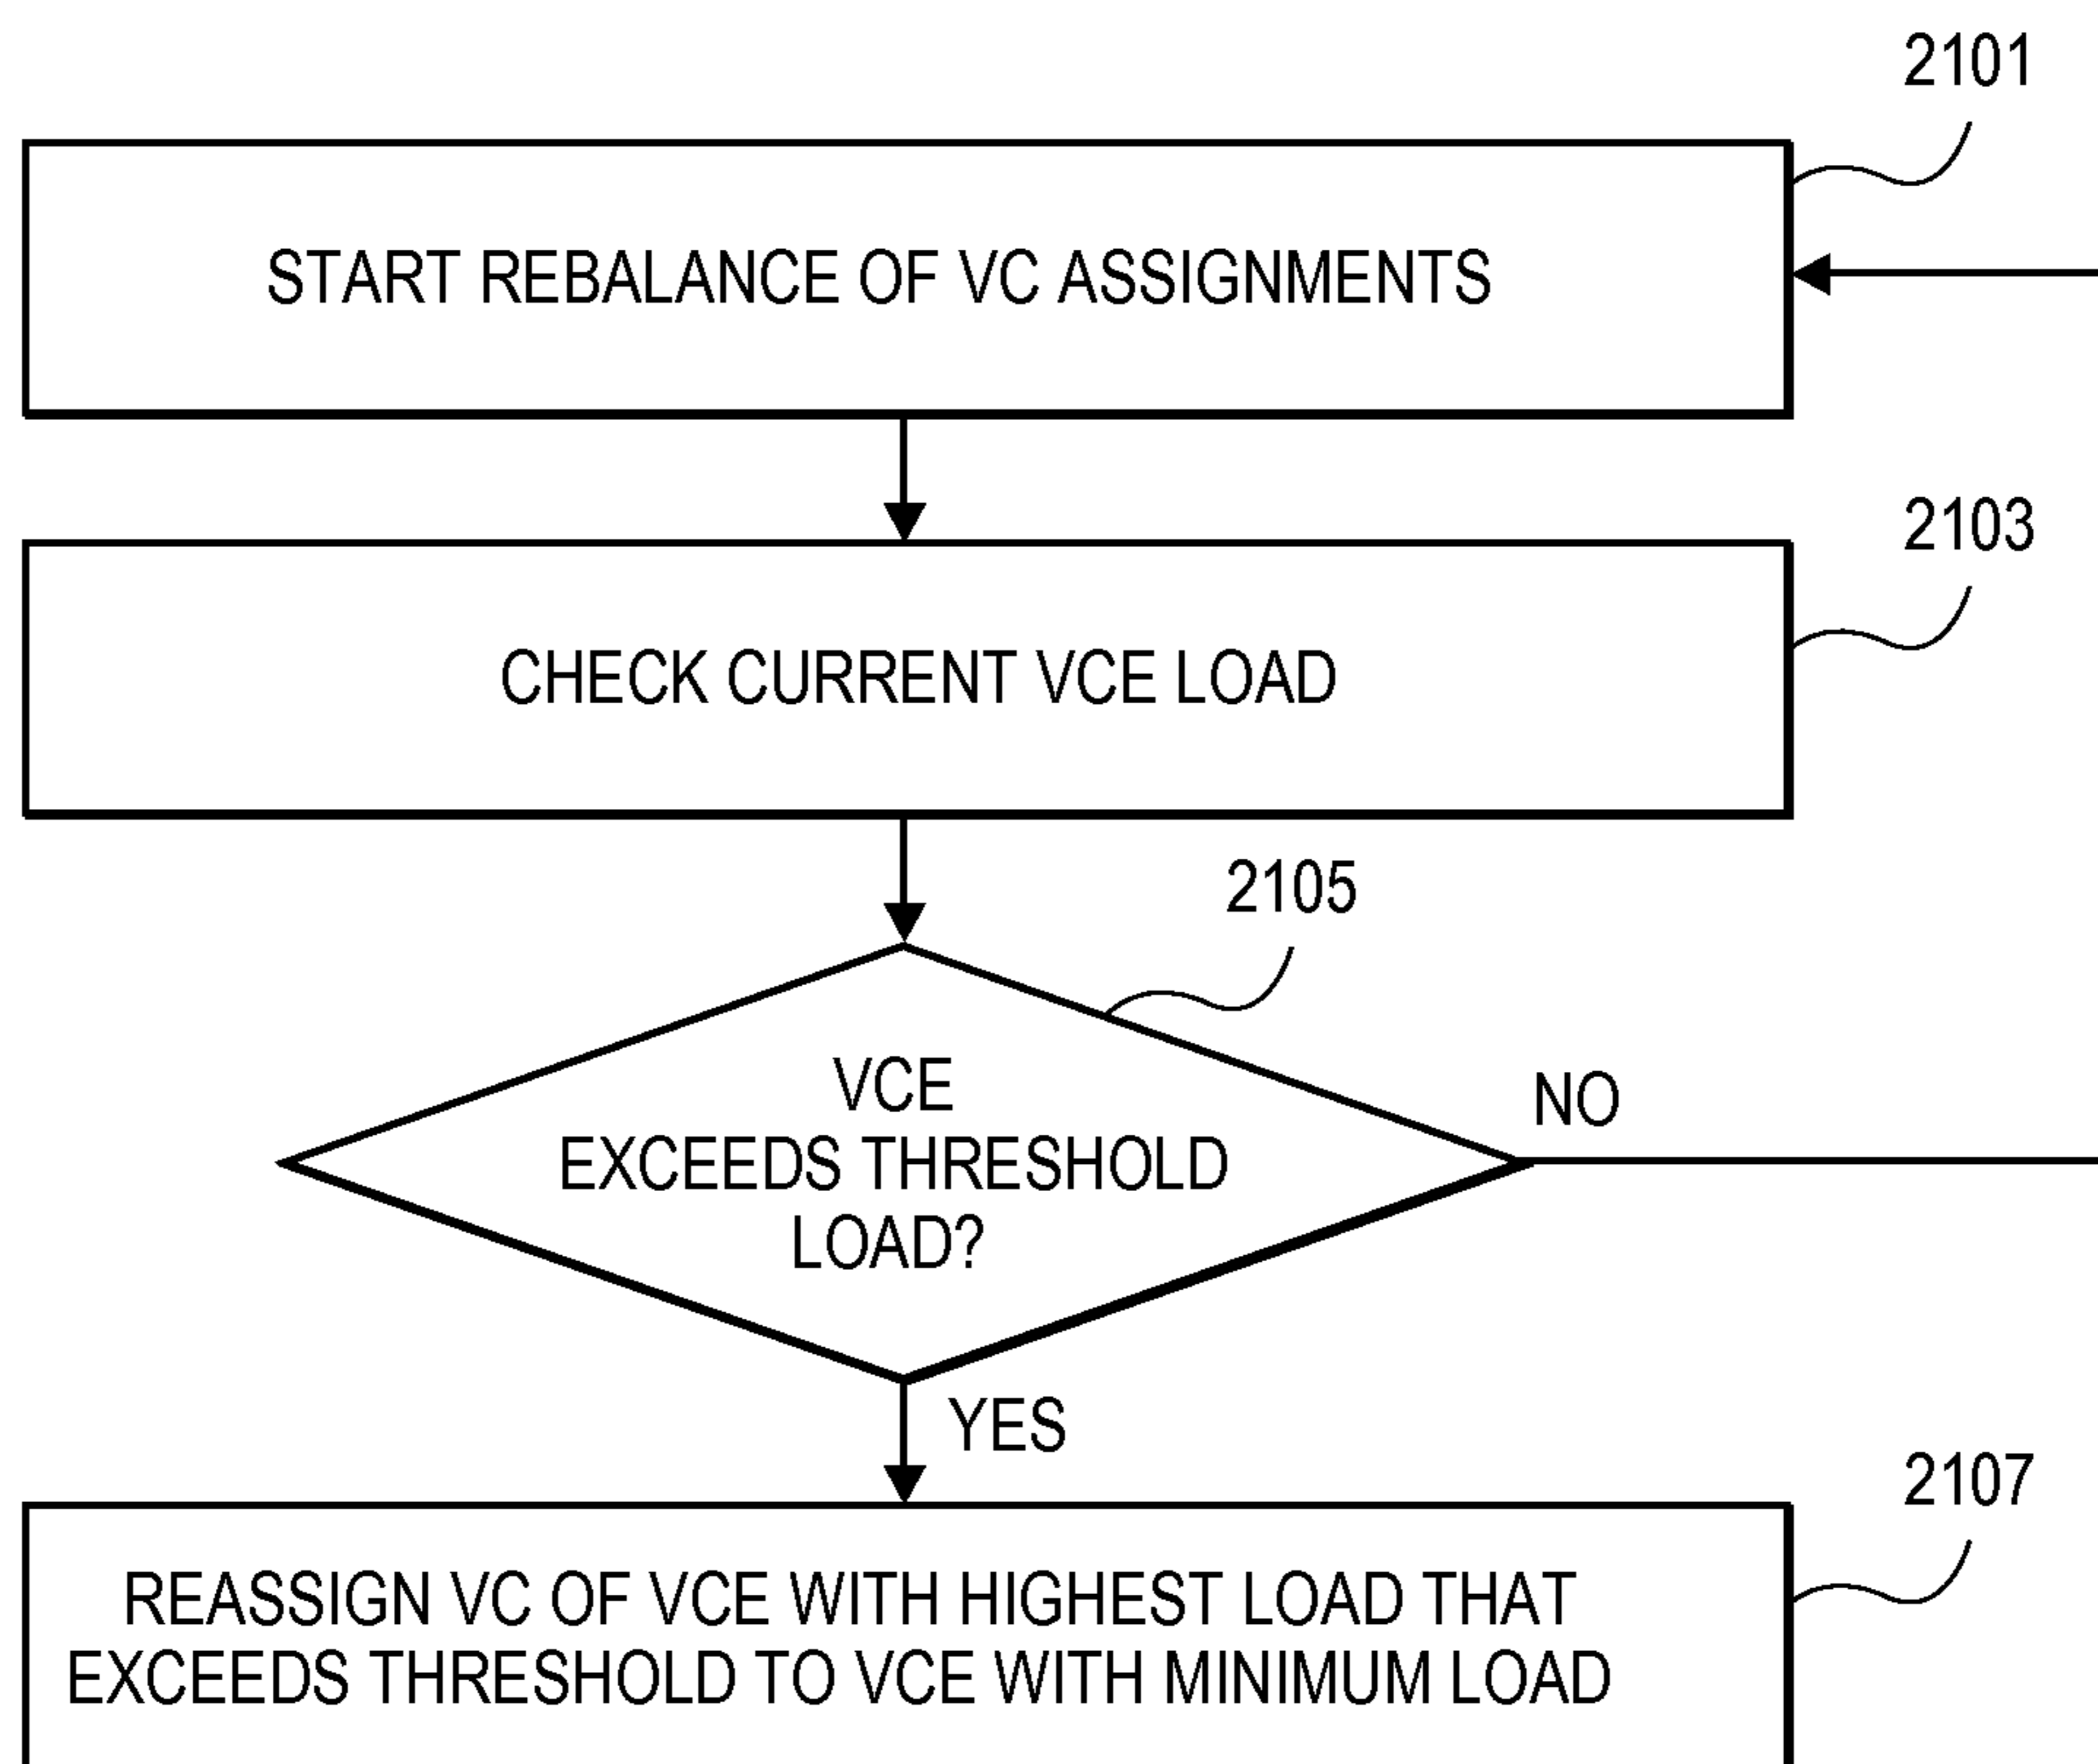 2101
START REBALANCE OF VC ASSIGNMENTS
2103
CHECK CURRENT VCE LOAD
2105
VCE
EXCEEDS THRESHOLD
LOAD?
NO
YES
2107
REASSIGN VC OF VCE WITH HIGHEST LOAD THAT
EXCEEDS THRESHOLD TO VCE WITH MINIMUM LOAD